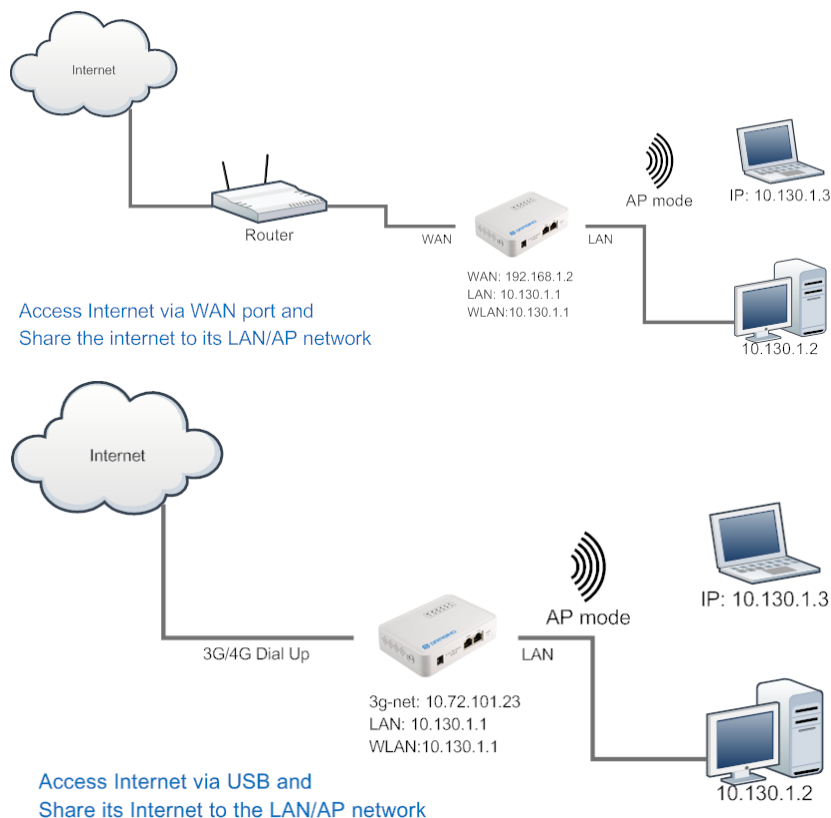 Internet
AP mode
IP: 10.130.1.3
Router
WAN
LAN
WAN: 192.168.1.2
LAN: 10.130.1.1
WLAN:10.130.1.1
Access Internet via WAN port and
Share the internet to its LAN/AP network
10.130.1.2
Internet
IP: 10.130.1.3
AP mode
3G/4G Dial Up
LAN
3g-net: 10.72.101.23
LAN: 10.130.1.1
WLAN:10.130.1.1
Access Internet via USB and
Share its Internet to the LAN/AP network
10.130.1.2